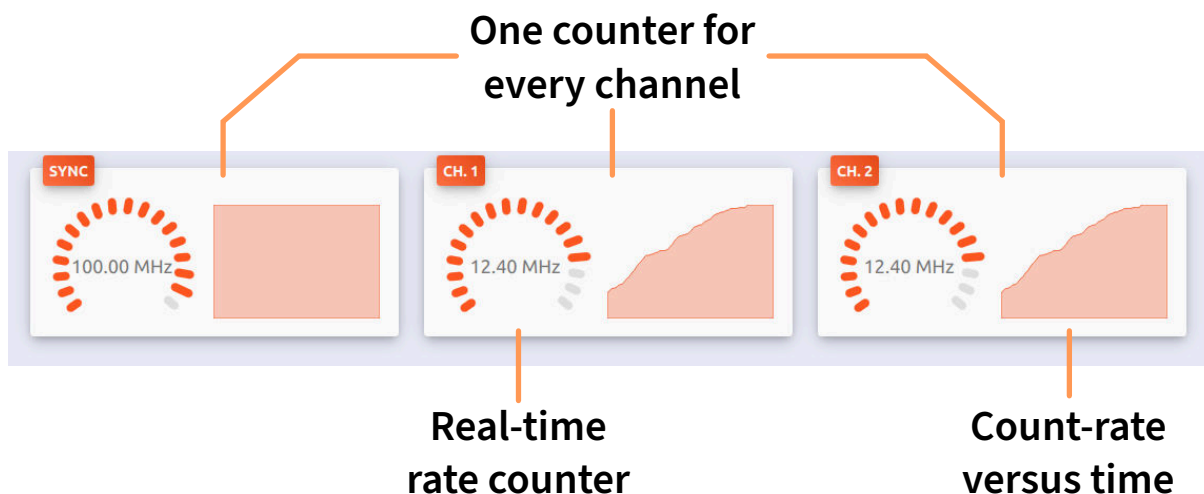 One counter for
every channel
SYNC
100.00 MHz
CH. 1
12.40 MHz
CH. 2
12.40 MHz
Real-time
rate counter
Count-rate
versus time